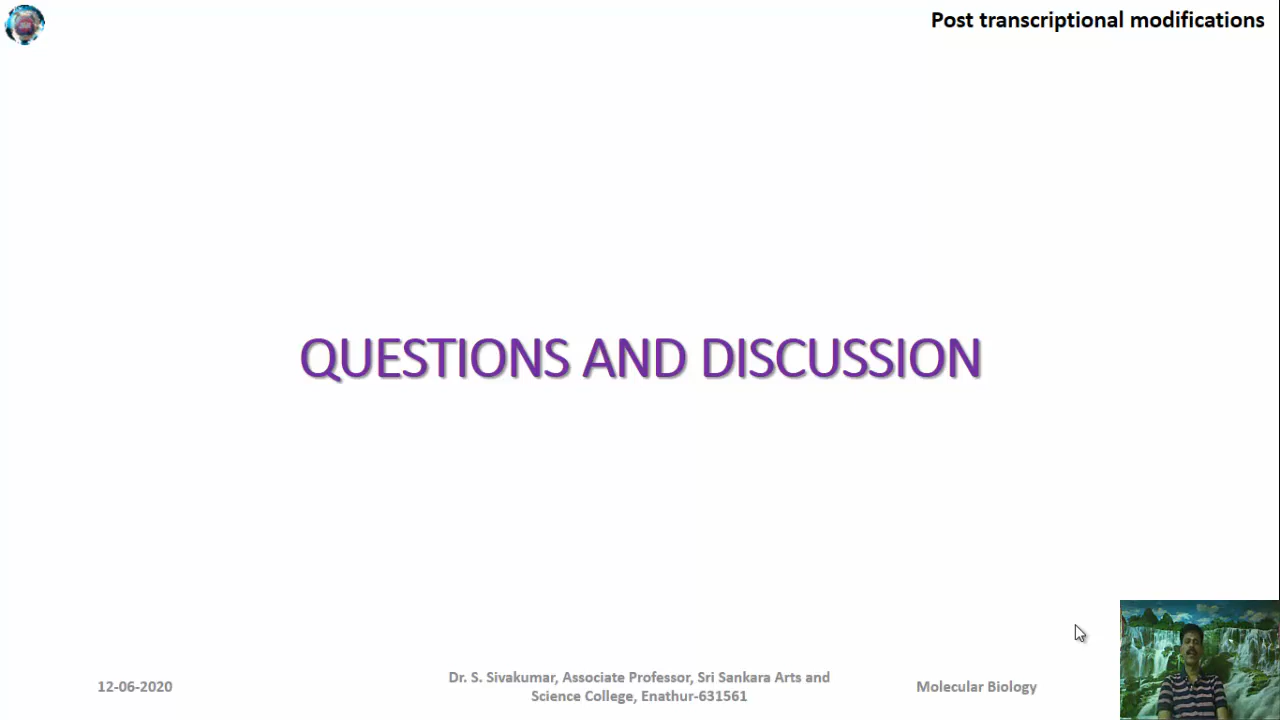 Post transcriptional modifications
QUESTIONS AND DISCUSSION
12-06-2020
Dr. S. Sivakumar, Associate Professor, Sri Sankara Arts and
Science College, Enathur-631561
Molecular Biology